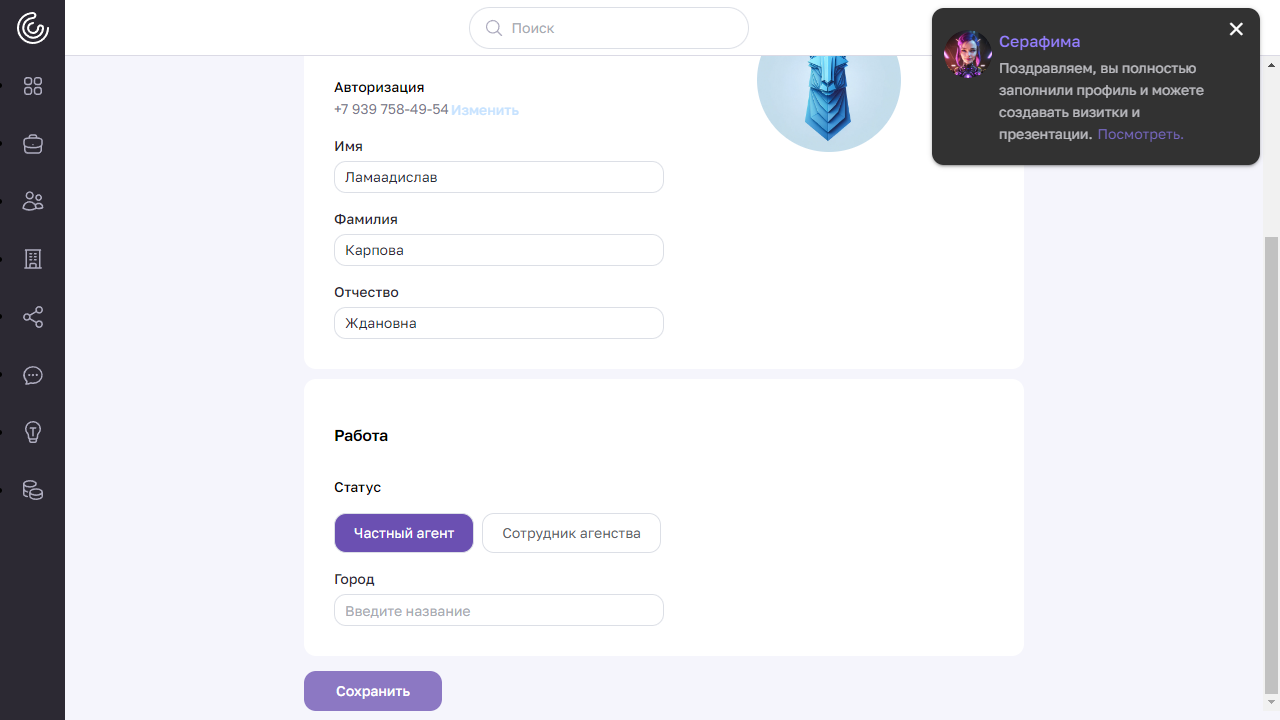 Поиск
Серафима
Поздравляем, вы полностью
заполнили профиль и можете
создавать визитки и
презентации. Посмотреть.
Авторизация
+7 939 758-49-54 Изменить
Имя
Ламаадислав
Фамилия
Карпова
Отчество
Ждановна
Работа
Статус
Частный агент
Сотрудник агенства
Город
Введите название
Сохранить